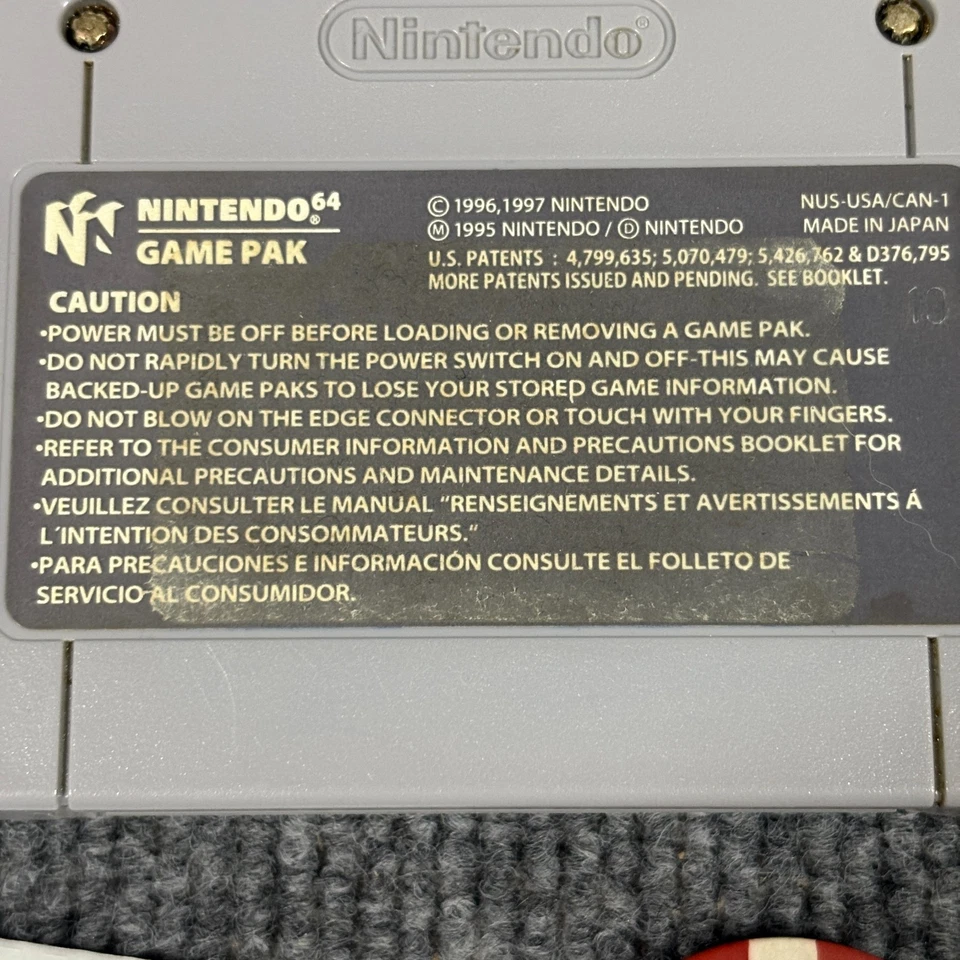 Nintendo®
NINTENDO64®
GAME PAK
© 1996,1997 NINTENDO
Ⓜ 1995 NINTENDO / Ⓓ NINTENDO
NUS-USA/CAN-1
MADE IN JAPAN
U.S. PATENTS : 4,799,635; 5,070,479; 5,426,762 & D376,795
MORE PATENTS ISSUED AND PENDING. SEE BOOKLET.
CAUTION
•POWER MUST BE OFF BEFORE LOADING OR REMOVING A GAME PAK.
•DO NOT RAPIDLY TURN THE POWER SWITCH ON AND OFF-THIS MAY CAUSE
BACKED-UP GAME PAKS TO LOSE YOUR STORED GAME INFORMATION.
•DO NOT BLOW ON THE EDGE CONNECTOR OR TOUCH WITH YOUR FINGERS.
•REFER TO THE CONSUMER INFORMATION AND PRECAUTIONS BOOKLET FOR
ADDITIONAL PRECAUTIONS AND MAINTENANCE DETAILS.
•VEUILLEZ CONSULTER LE MANUAL "RENSEIGNEMENTS ET AVERTISSEMENTS Á
L´INTENTION DES CONSOMMATEURS."
•PARA PRECAUCIONES E INFORMACIÓN CONSULTE EL FOLLETO DE
SERVICIO AL CONSUMIDOR.